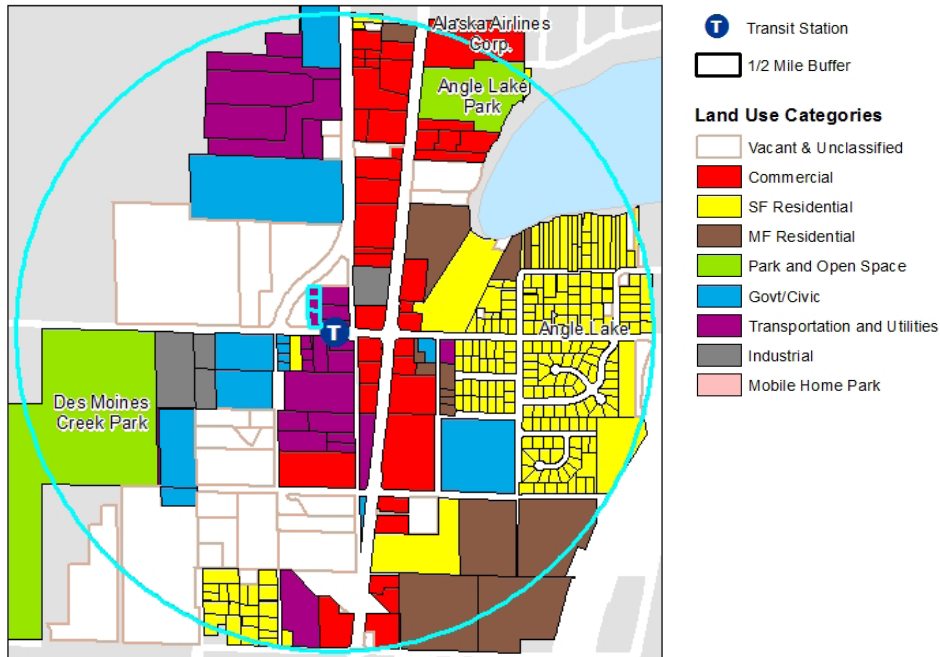 Alaska Airlines
Corp.
Angle Lake
Park
Angle Lake
T
Des Moines
Creek Park
T Transit Station
1/2 Mile Buffer
Land Use Categories
Vacant & Unclassified
Commercial
SF Residential
MF Residential
Park and Open Space
Govt/Civic
Transportation and Utilities
Industrial
Mobile Home Park